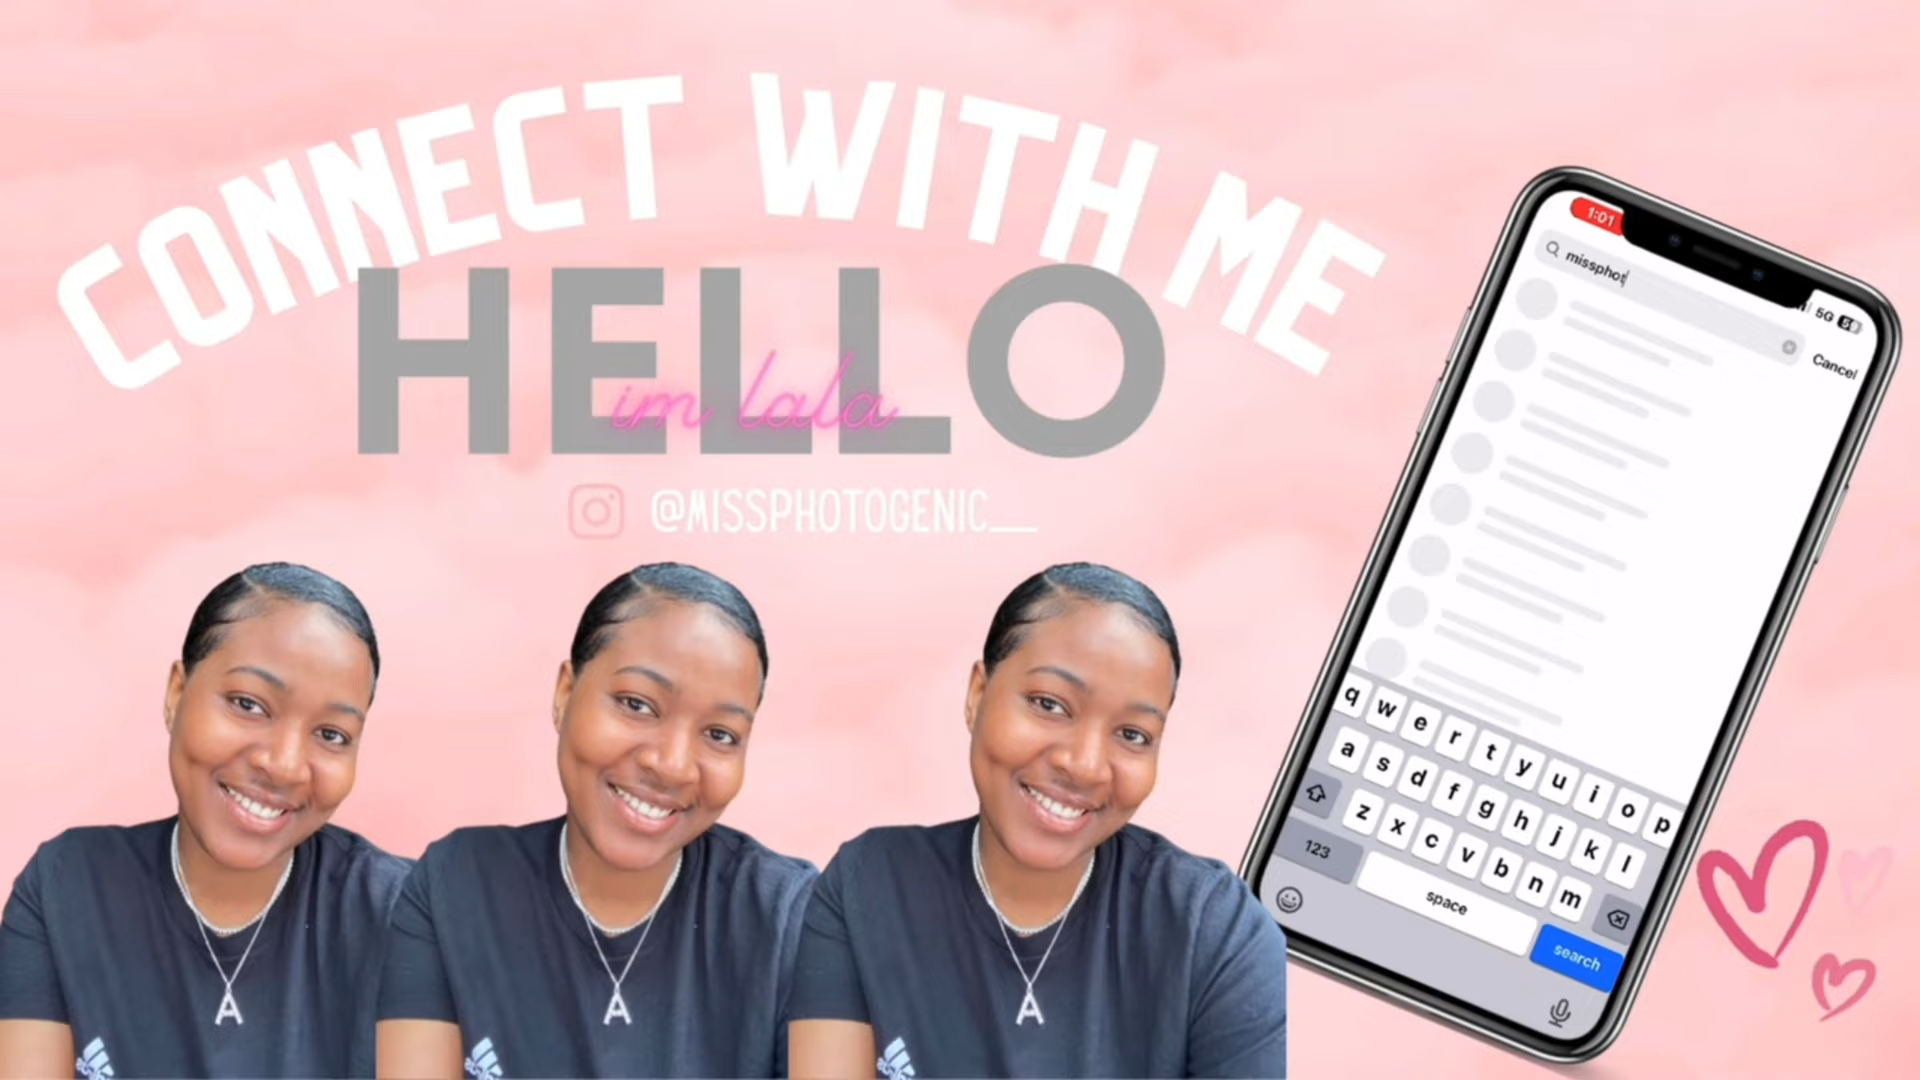 CONNECT WITH ME
HELLO
im lala
@MISSPHOTOGENIC__
1:01
5G
missphot
Cancel
q w e r t y u i o p
a s d f g h j k l
z x c v b n m
123
space
search
A
A
A